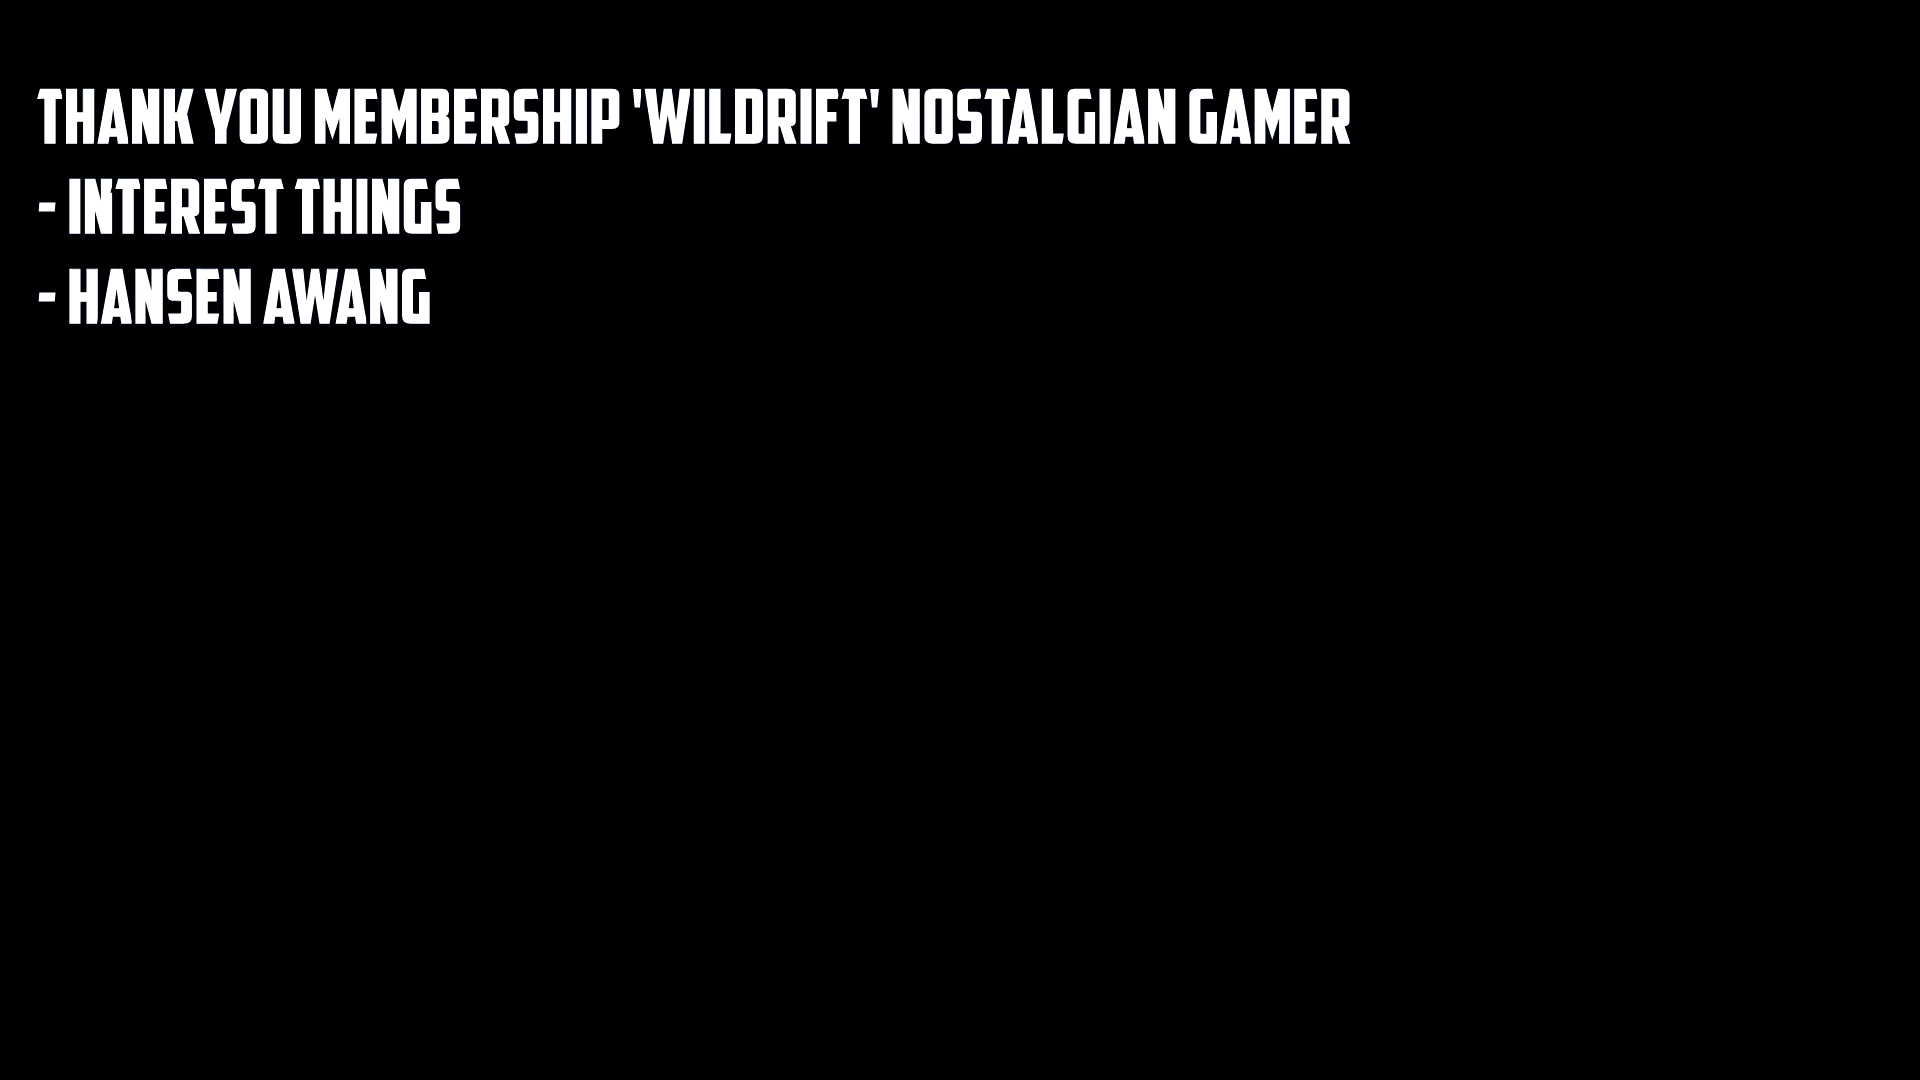 THANK YOU MEMBERSHIP 'WILDRIFT' NOSTALGIAN GAMER
- INTEREST THINGS
- HANSEN AWANG